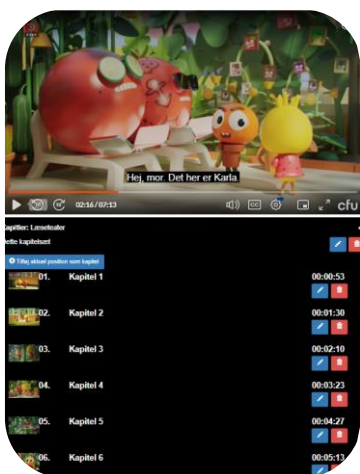 Hej, mor. Det her er Karla.
02:16/07:13
CC
cfu
Kapitler: Læseteater
dette kapitelsæt
Tilføj aktuel position som kapitel
01. Kapitel 1 00:00:53
02. Kapitel 2 00:01:30
03. Kapitel 3 00:02:10
04. Kapitel 4 00:03:23
05. Kapitel 5 00:04:27
06. Kapitel 6 00:05:13